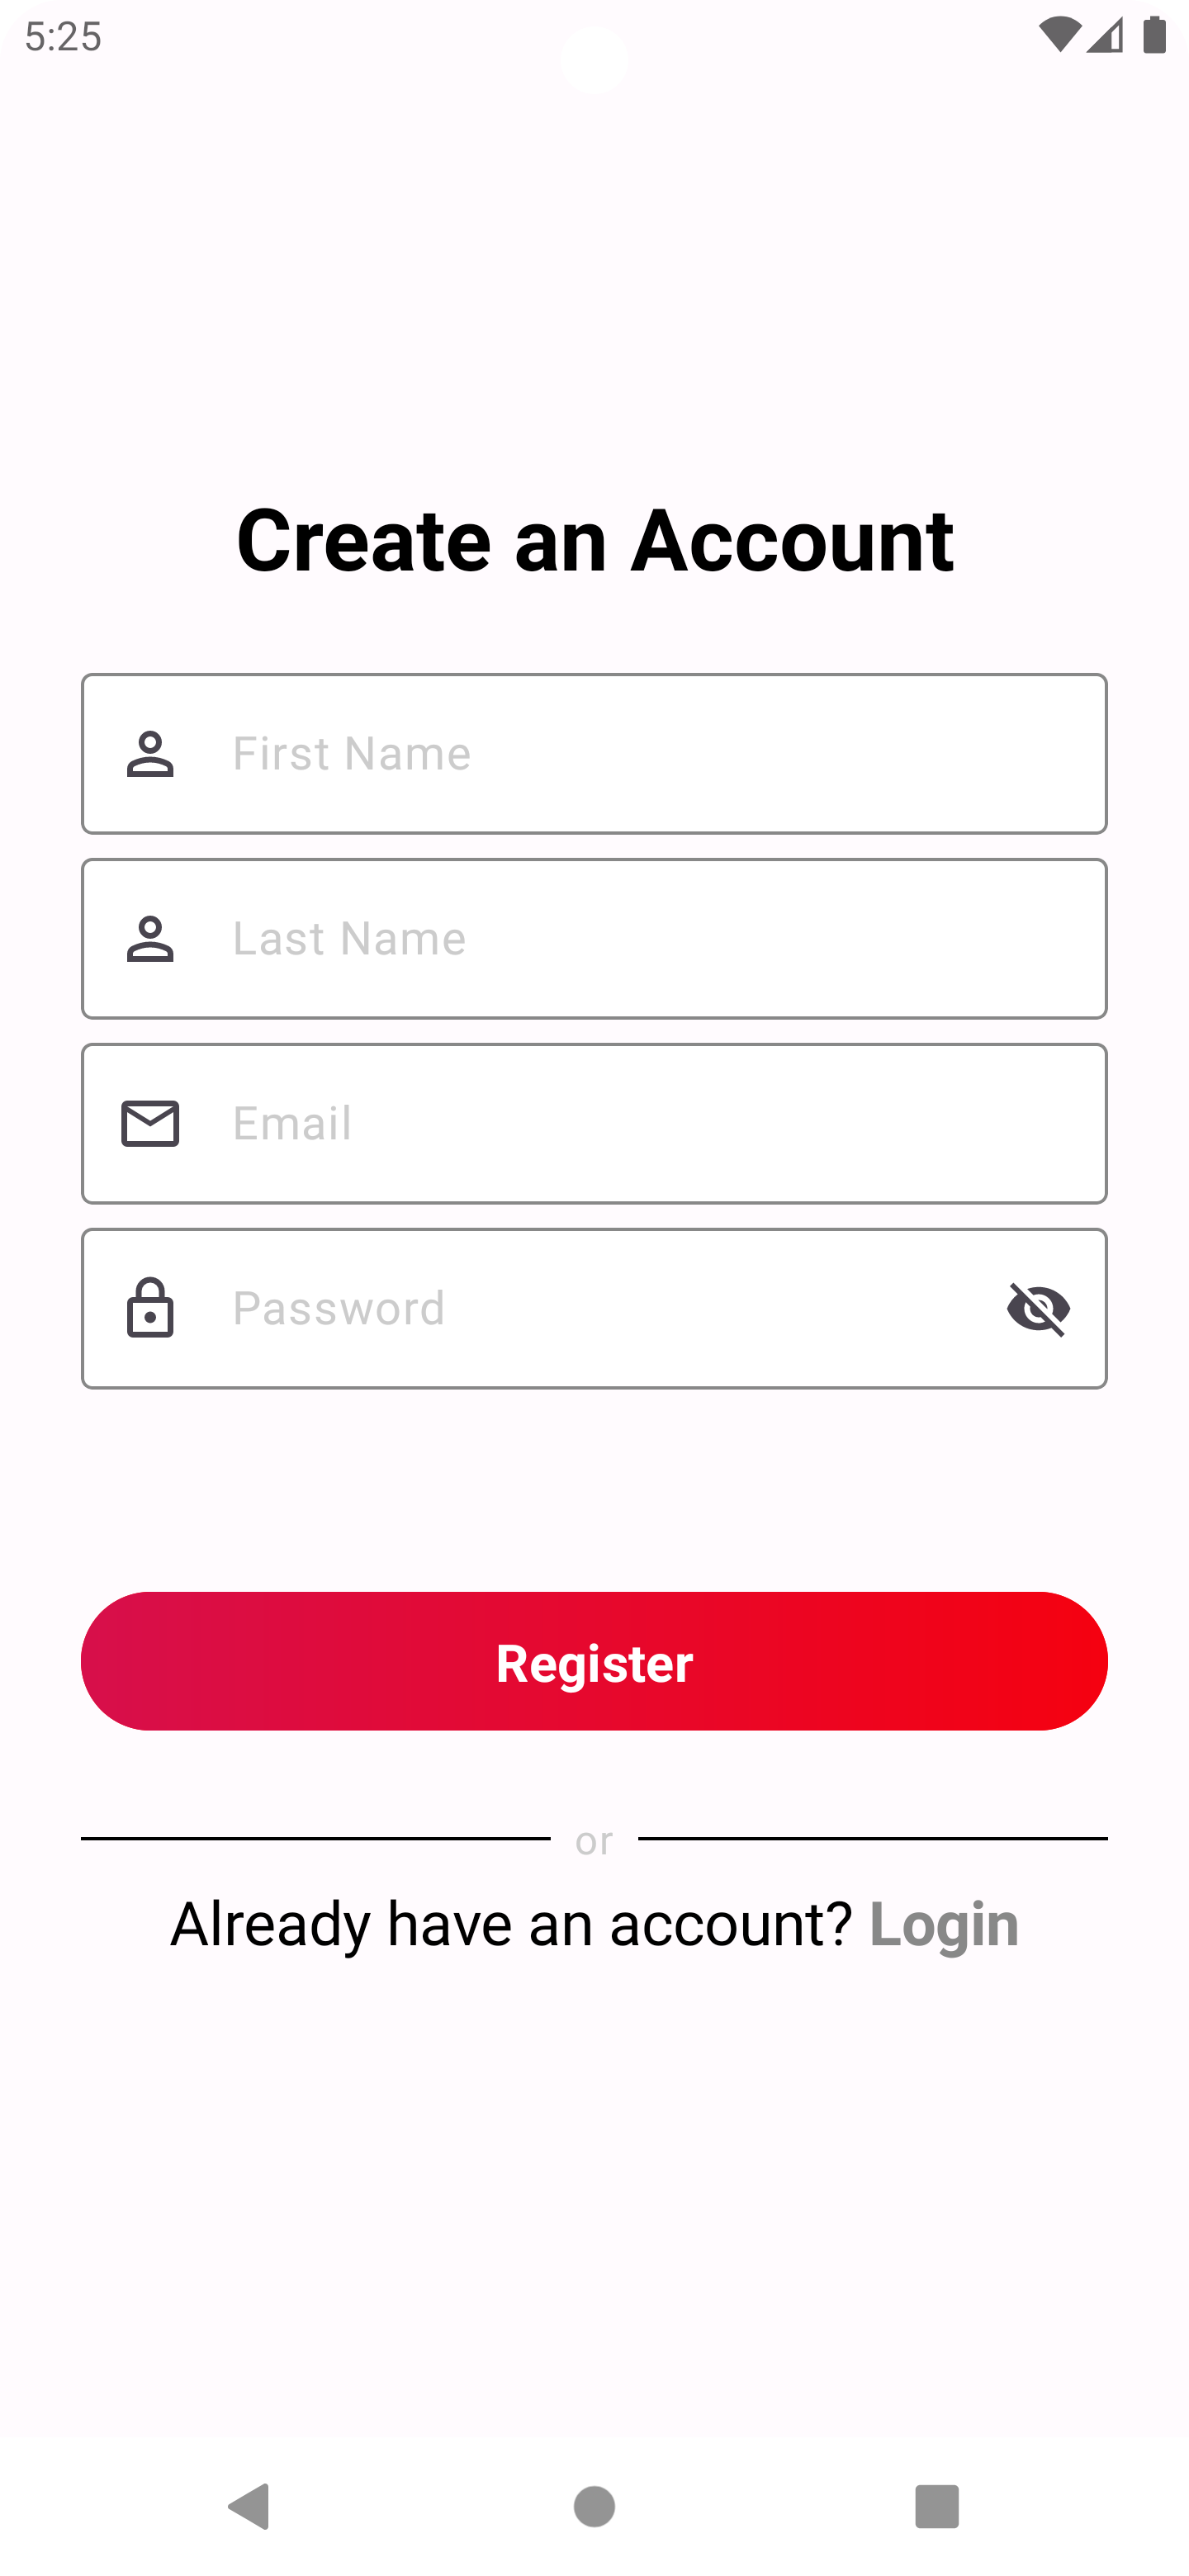 5:25
Create an Account
First Name
Last Name
Email
Password
Register
or
Already have an account? Login